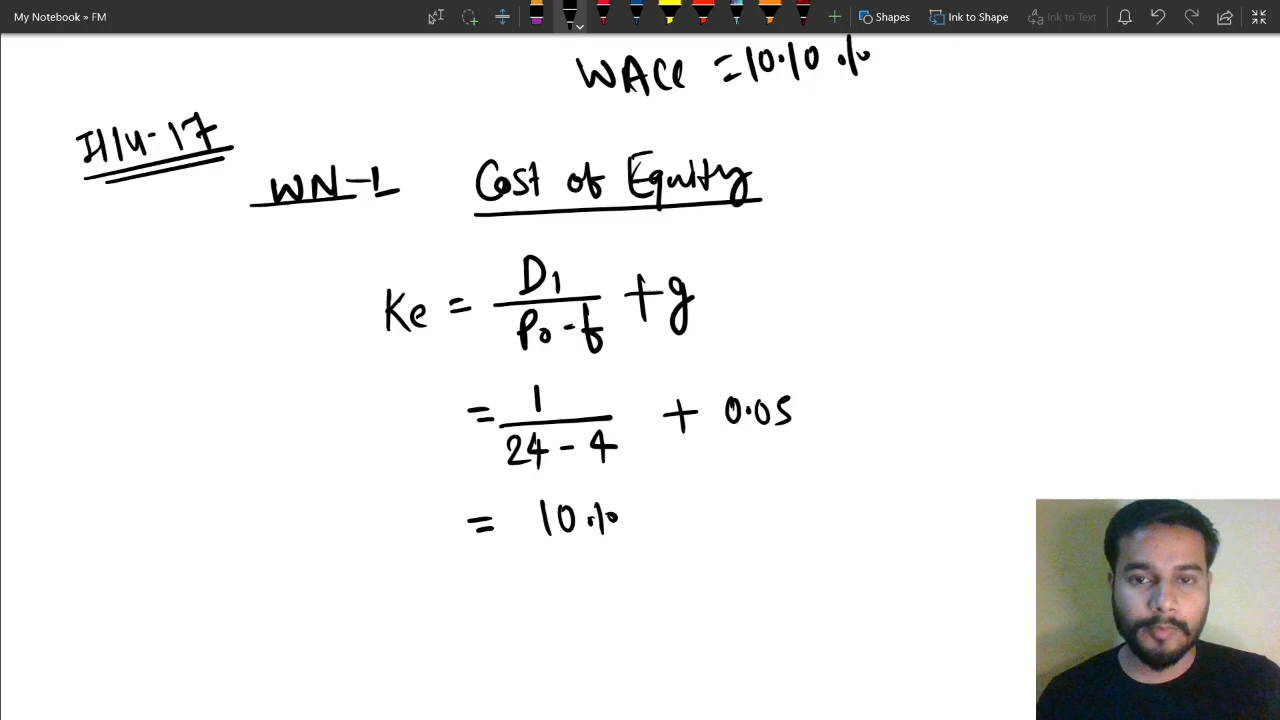 My Notebook » FM
Shapes
Ink to Shape
Ink to Text
WACC = 10.10 %
Illu-17
WN-1 Cost of Equity
Ke = D1 / P0 - f + g
= 1 / 24 - 4 + 0.05
= 10%